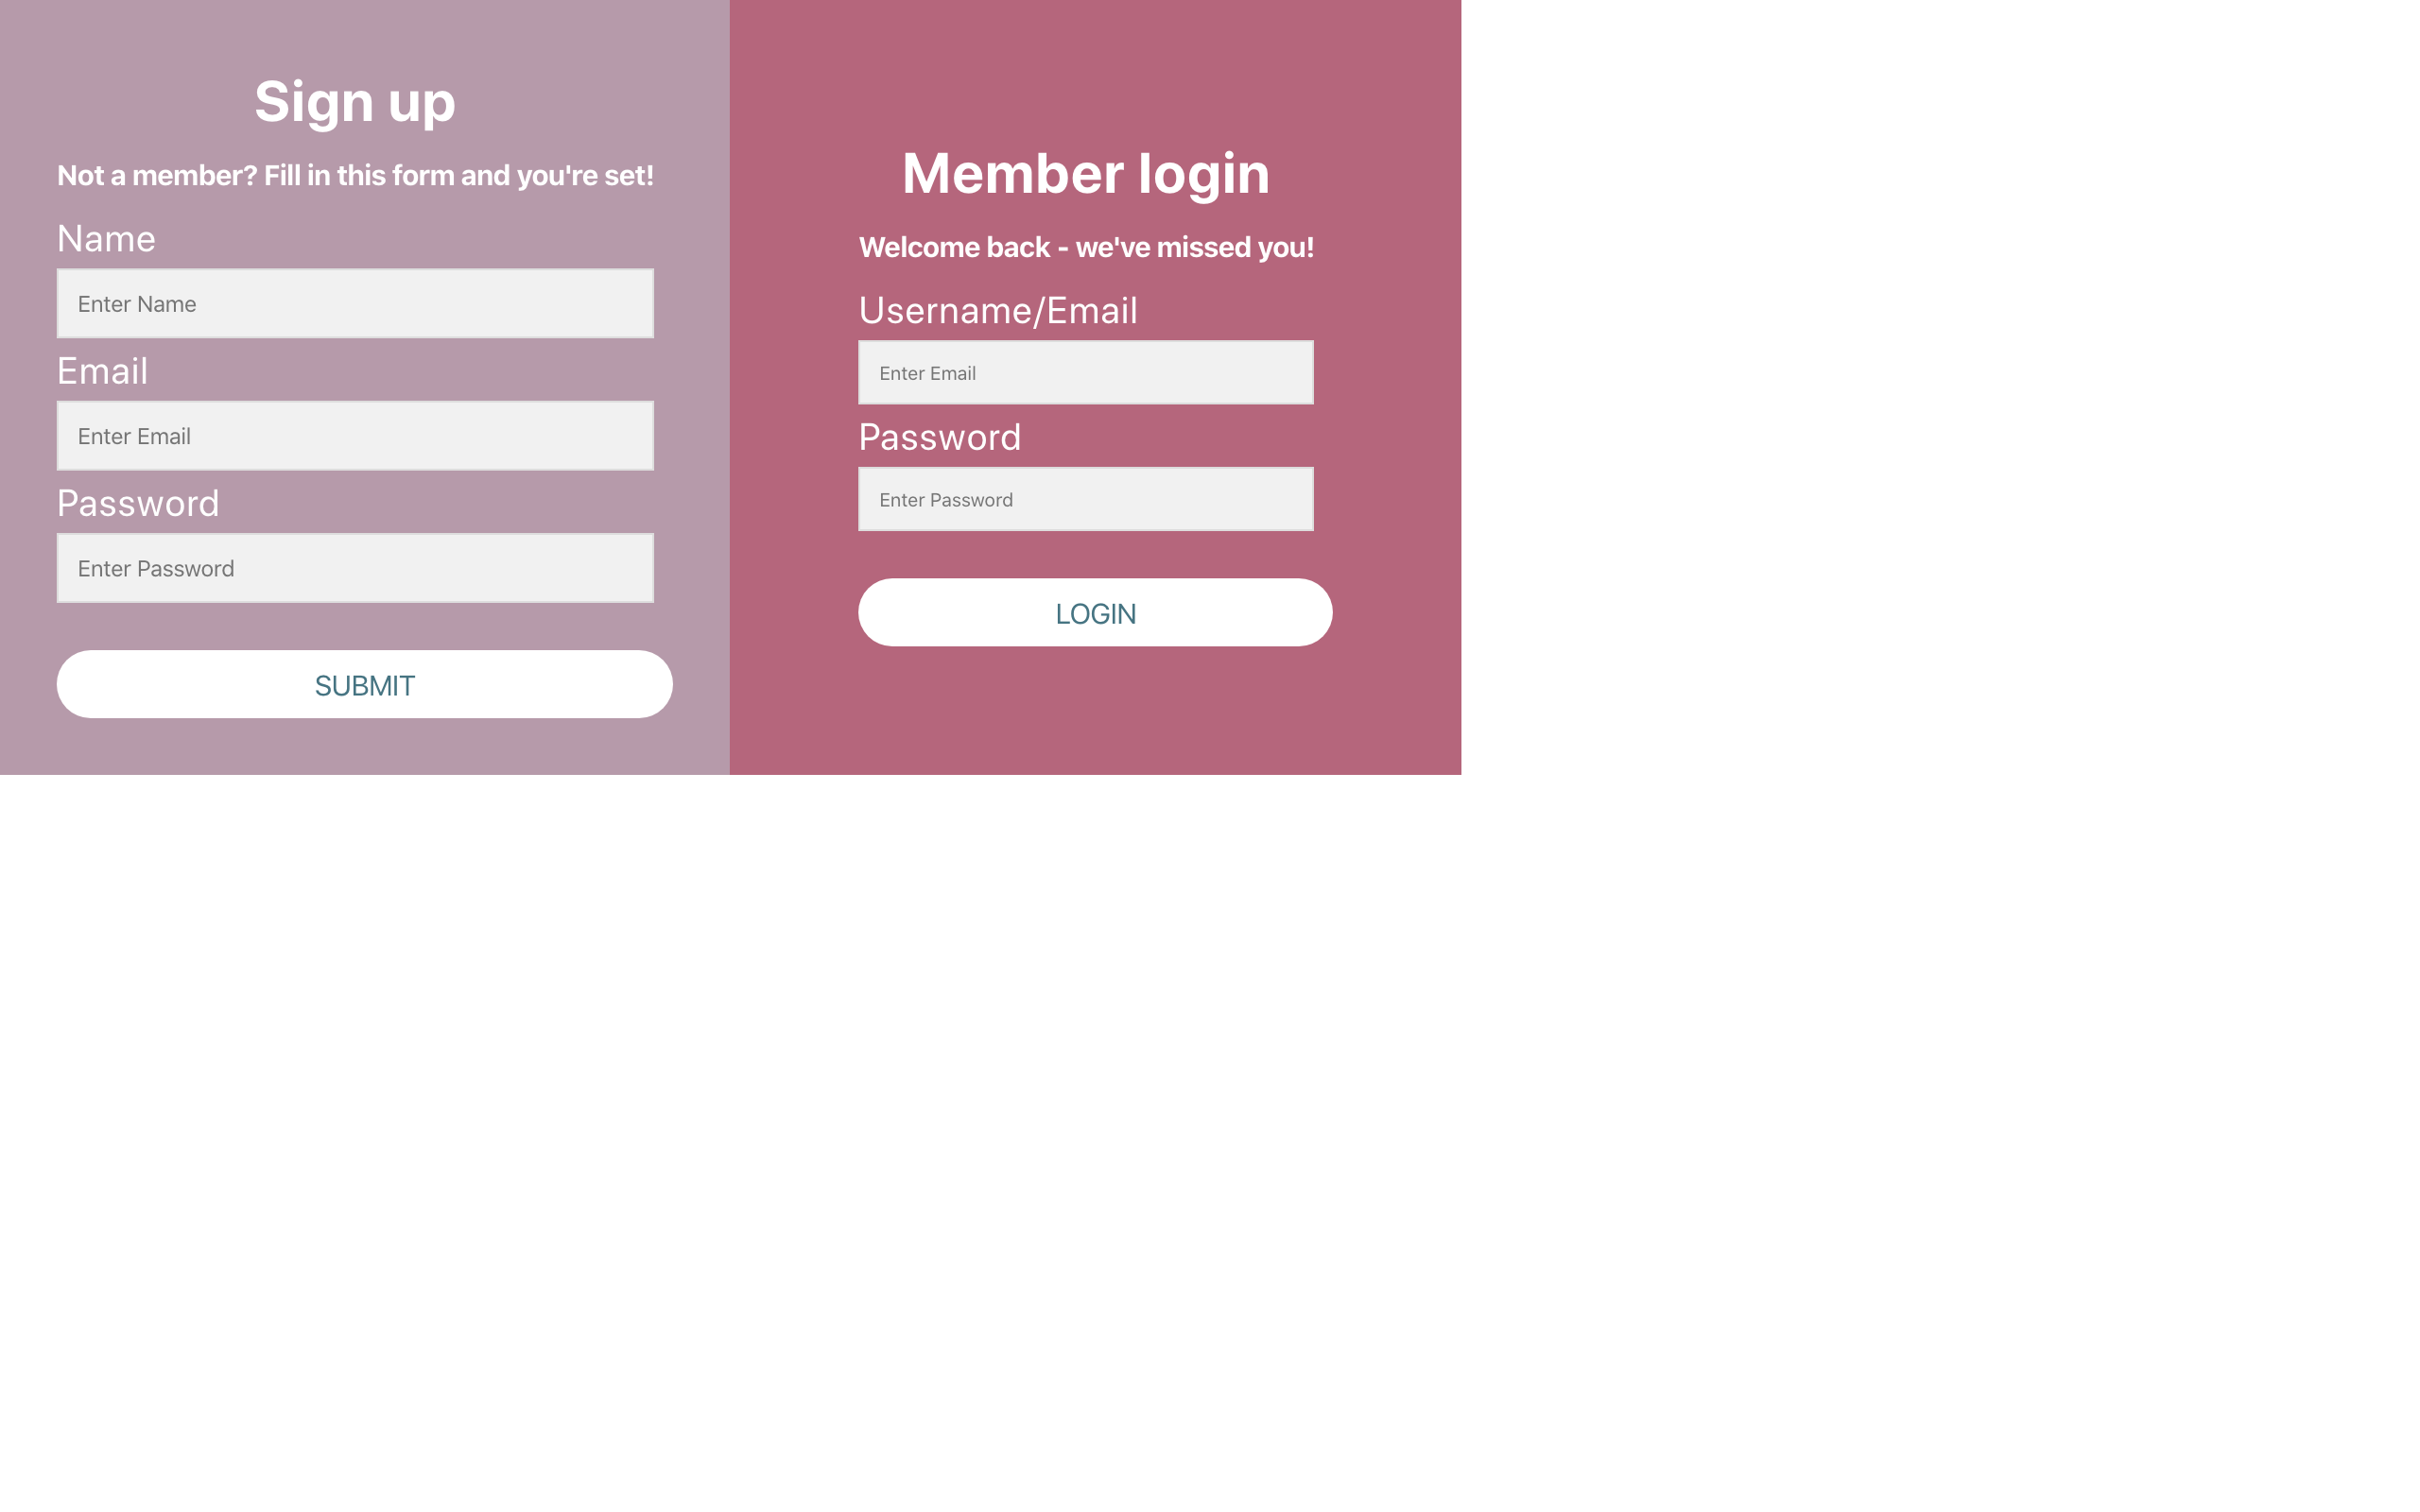 Sign up
Not a member? Fill in this form and you're set!
Name
Enter Name
Email
Enter Email
Password
Enter Password
SUBMIT
Member login
Welcome back - we've missed you!
Username/Email
Enter Email
Password
Enter Password
LOGIN